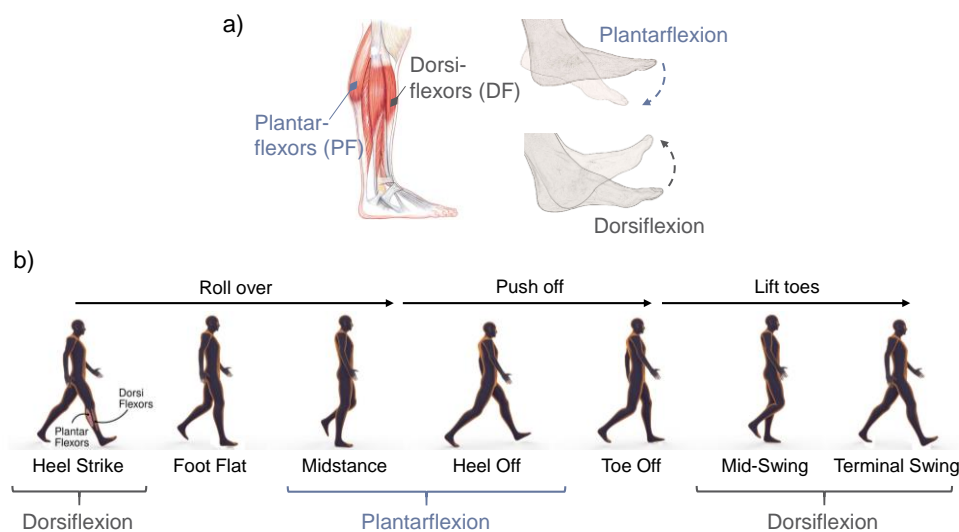 a)
Dorsi-
flexors (DF)
Plantar-
flexors (PF)
Plantarflexion
Dorsiflexion
b)
Roll over
Push off
Lift toes
Dorsi
Flexors
Plantar
Flexors
Heel Strike
Foot Flat
Midstance
Heel Off
Toe Off
Mid-Swing
Terminal Swing
Dorsiflexion
Plantarflexion
Dorsiflexion